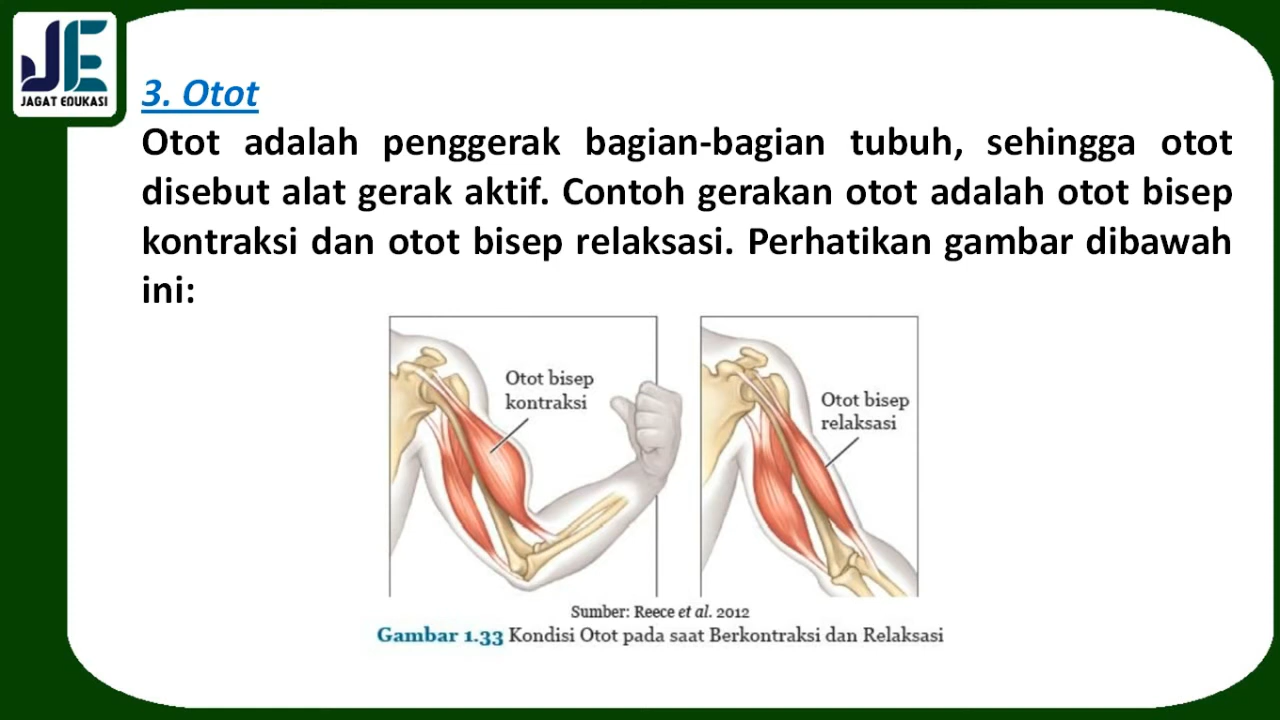 JE
JAGAT EDUKASI
3. Otot
Otot adalah penggerak bagian-bagian tubuh, sehingga otot
disebut alat gerak aktif. Contoh gerakan otot adalah otot bisep
kontraksi dan otot bisep relaksasi. Perhatikan gambar dibawah
ini:
Otot bisep
kontraksi
Otot bisep
relaksasi
Sumber: Reece et al. 2012
Gambar 1.33 Kondisi Otot pada saat Berkontraksi dan Relaksasi